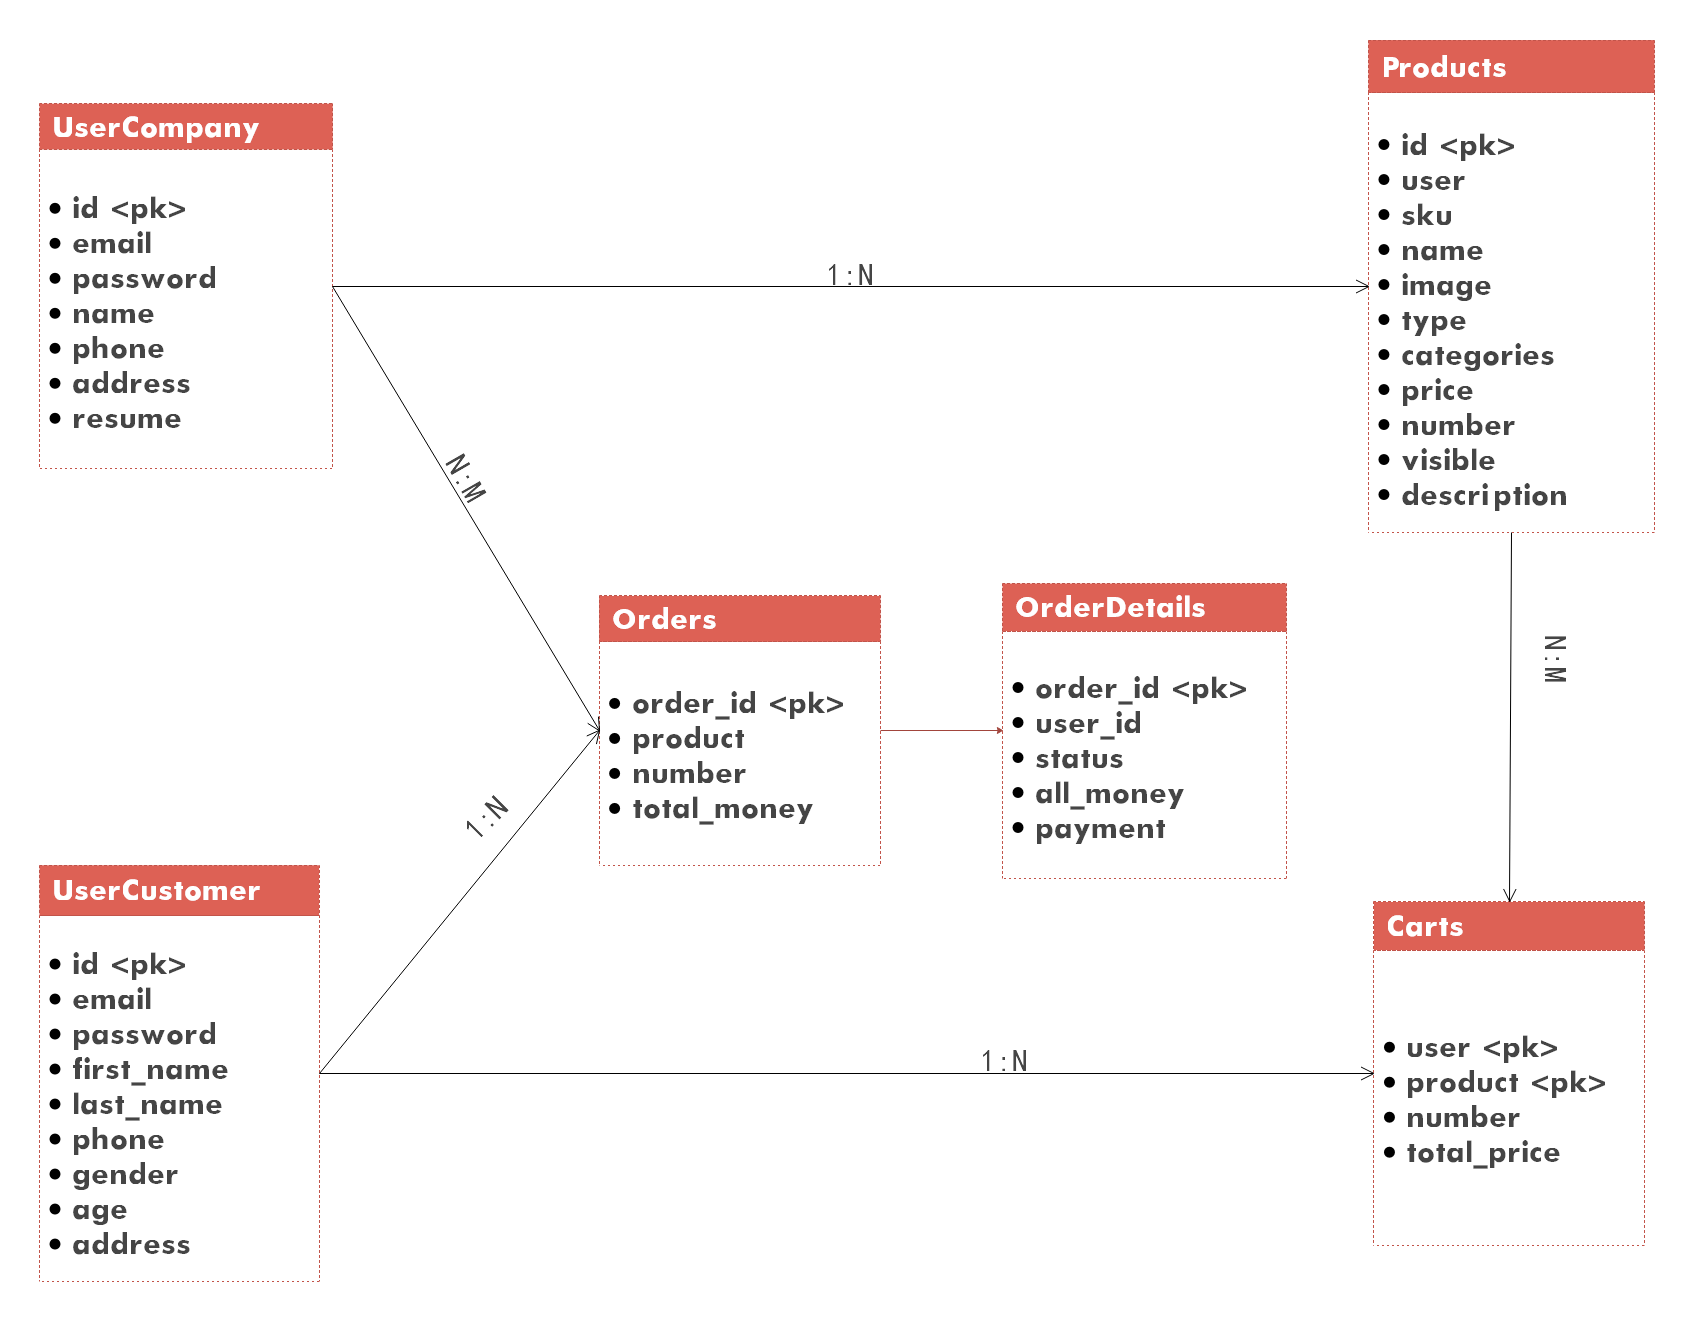 UserCompany
• id <pk>
• email
• password
• name
• phone
• address
• resume
Products
• id <pk>
• user
• sku
• name
• image
• type
• categories
• price
• number
• visible
• description
1:N
N:M
Orders
• order_id <pk>
• product
• number
• total_money
OrderDetails
• order_id <pk>
• user_id
• status
• all_money
• payment
N:M
1:N
UserCustomer
• id <pk>
• email
• password
• first_name
• last_name
• phone
• gender
• age
• address
1:N
Carts
• user <pk>
• product <pk>
• number
• total_price